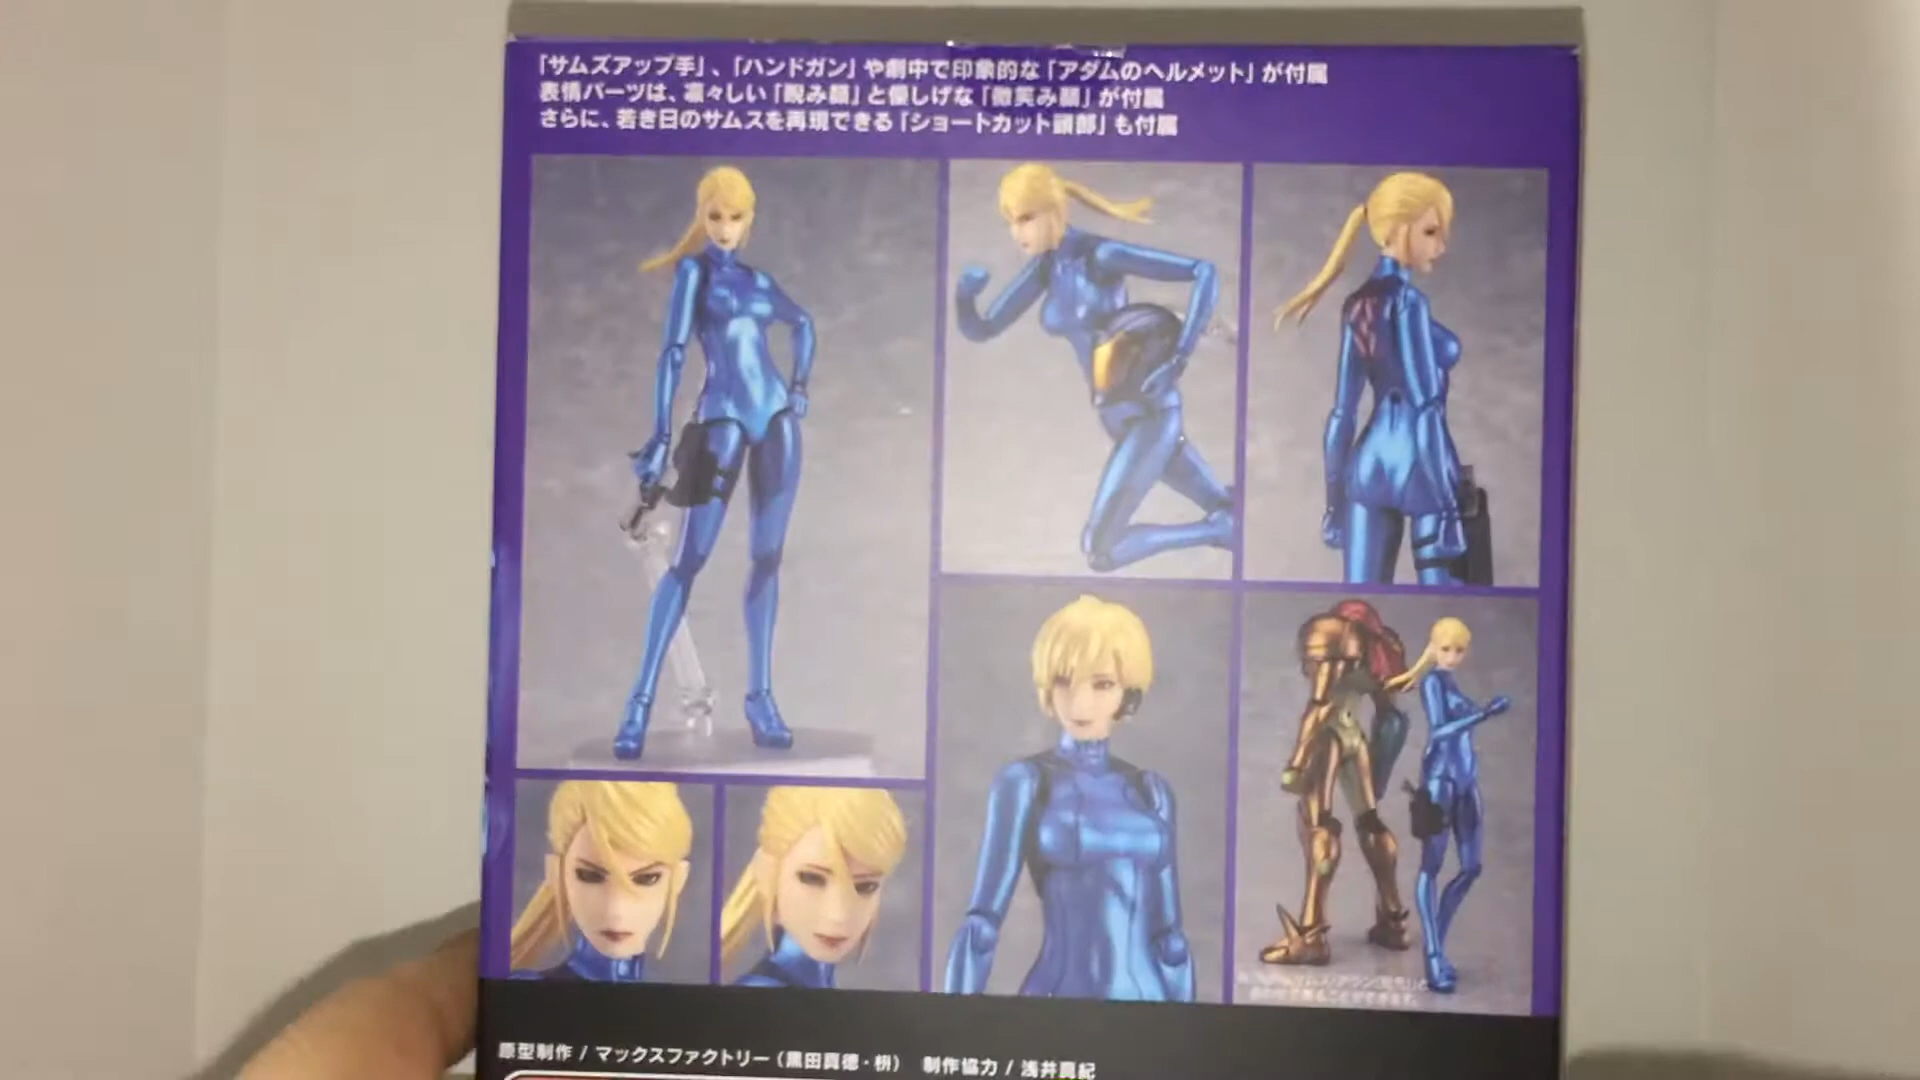 「サムズアップ手」、「ハンドガン」や劇中で印象的な「アダムのヘルメット」が付属
表情パーツは、凛々しい「睨み顔」と優しげな「微笑み顔」が付属
さらに、若き日のサムスを再現できる「ショートカット頭部」も付属
原型制作 / マックスファクトリー（黒田真徳・枡） 制作協力 / 浅井真紀